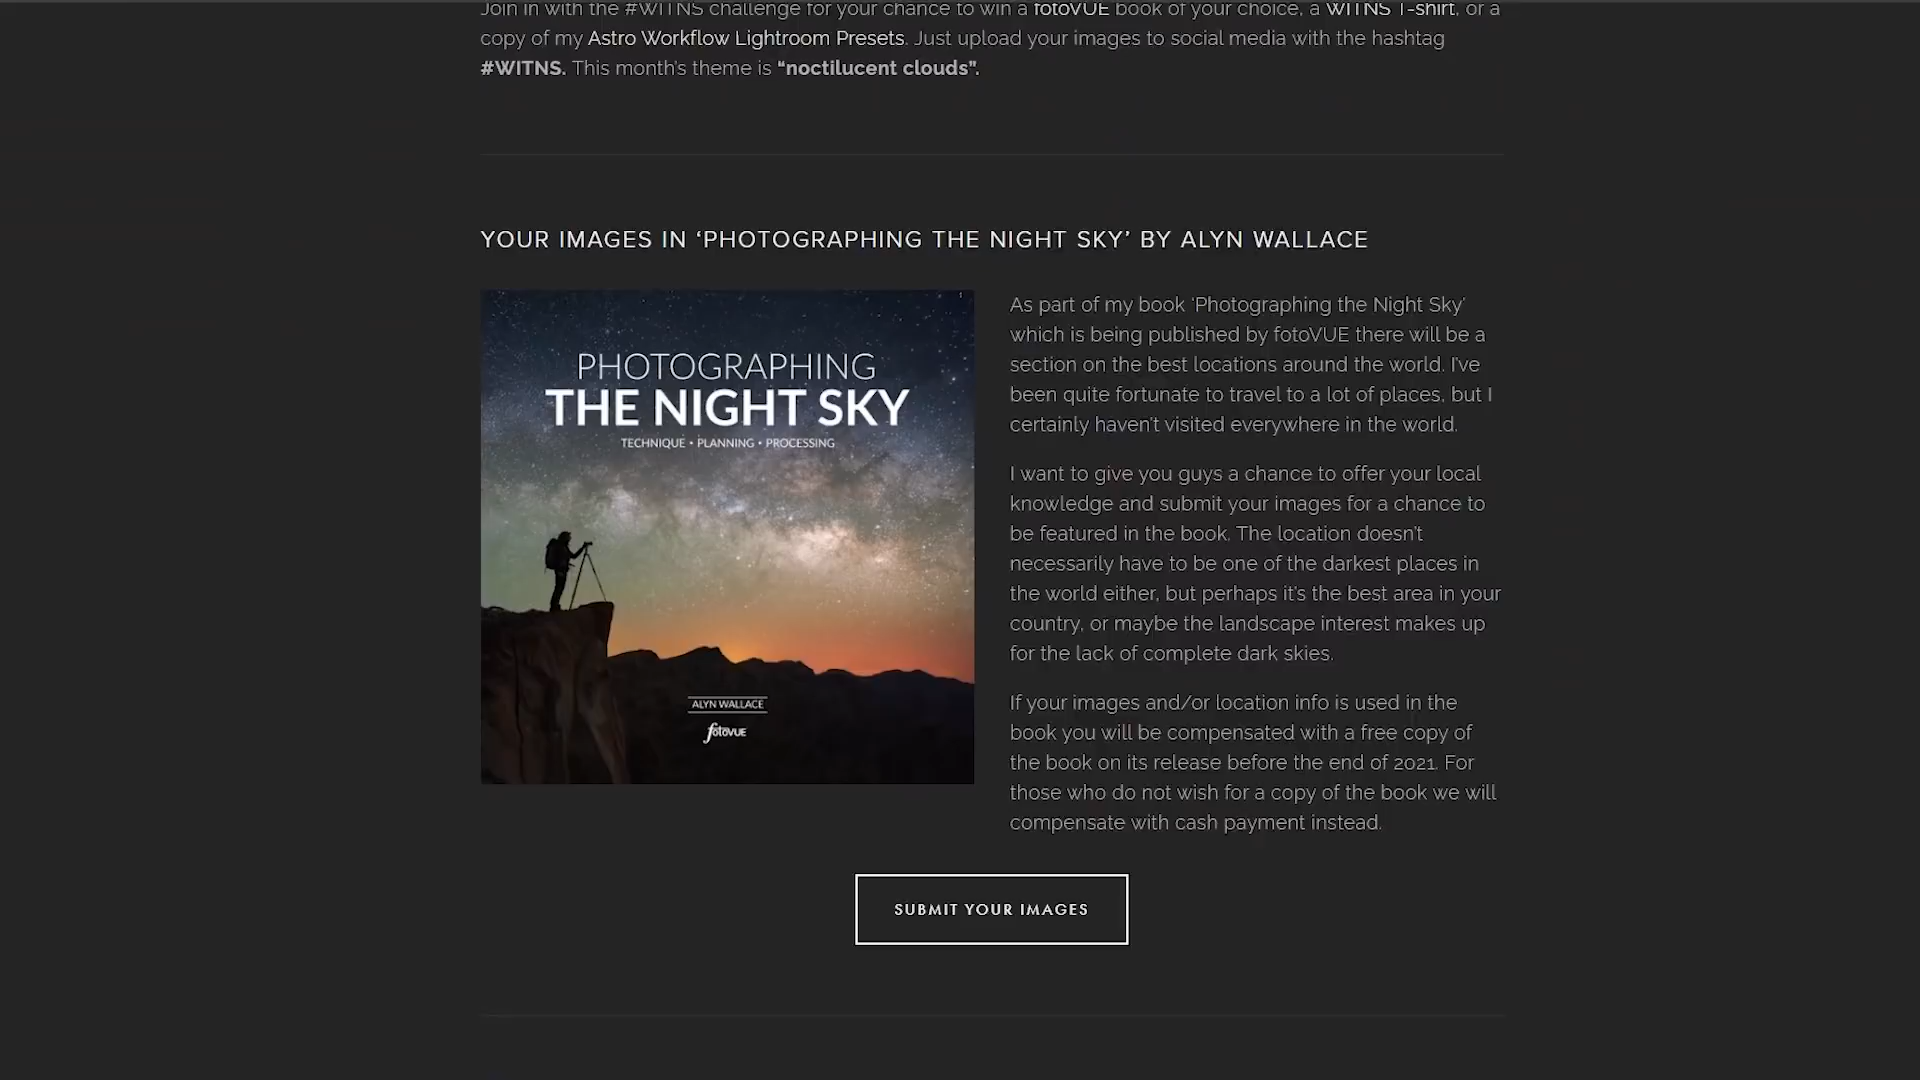 Join in with the #WITNS challenge for your chance to win a fotoVUE book of your choice, a WITNS T-shirt, or a
copy of my Astro Workflow Lightroom Presets. Just upload your images to social media with the hashtag
#WITNS. This month's theme is “noctilucent clouds”.
YOUR IMAGES IN ‘PHOTOGRAPHING THE NIGHT SKY’ BY ALYN WALLACE
PHOTOGRAPHING
THE NIGHT SKY
TECHNIQUE • PLANNING • PROCESSING
ALYN WALLACE
fotoVUE
As part of my book ‘Photographing the Night Sky’
which is being published by fotoVUE there will be a
section on the best locations around the world. I’ve
been quite fortunate to travel to a lot of places, but I
certainly haven’t visited everywhere in the world.
I want to give you guys a chance to offer your local
knowledge and submit your images for a chance to
be featured in the book. The location doesn’t
necessarily have to be one of the darkest places in
the world either, but perhaps it’s the best area in your
country, or maybe the landscape interest makes up
for the lack of complete dark skies.
If your images and/or location info is used in the
book you will be compensated with a free copy of
the book on its release before the end of 2021. For
those who do not wish for a copy of the book we will
compensate with cash payment instead.
SUBMIT YOUR IMAGES